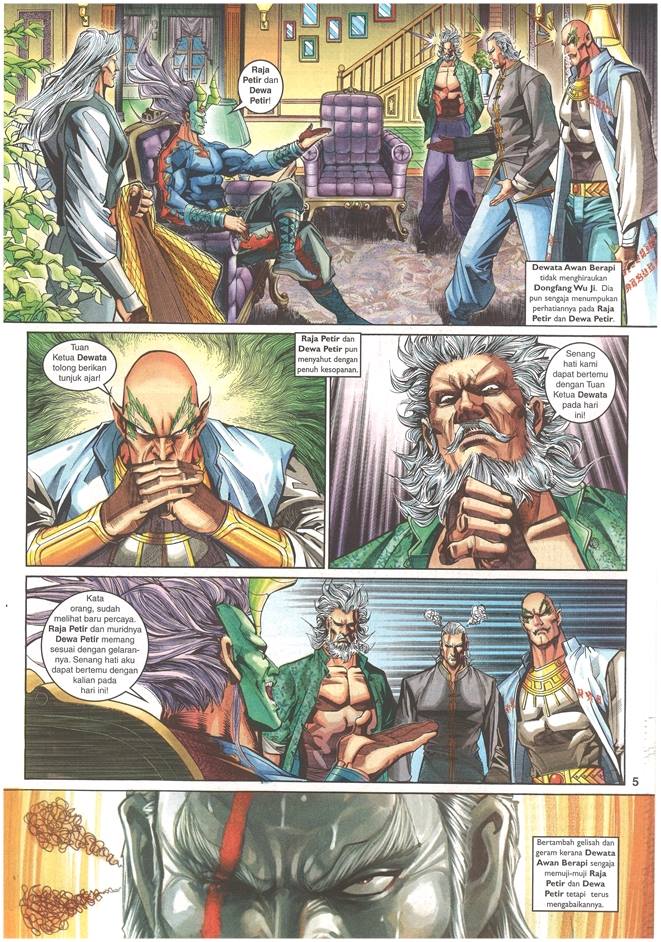 Raja
Petir dan
Dewa
Petir!
Dewata Awan Berapi
tidak menghiraukan
Dongfang Wu Ji. Dia
pun sengaja menumpukan
perhatiannya pada Raja
Petir dan Dewa Petir.
Tuan
Ketua Dewata
tolong berikan
tunjuk ajar!
Raja Petir dan
Dewa Petir pun
menyahut dengan
penuh kesopanan.
Senang
hati kami
dapat bertemu
dengan Tuan
Ketua Dewata
pada hari
ini!
Kata
orang, sudah
melihat baru percaya.
Raja Petir dan muridnya
Dewa Petir memang
sesuai dengan gelaran-
nya. Senang hati aku
dapat bertemu dengan
kalian pada
hari ini!
5
Bertambah gelisah dan
geram kerana Dewata
Awan Berapi sengaja
memuji-muji Raja
Petir dan Dewa
Petir tetapi terus
mengabaikannya.